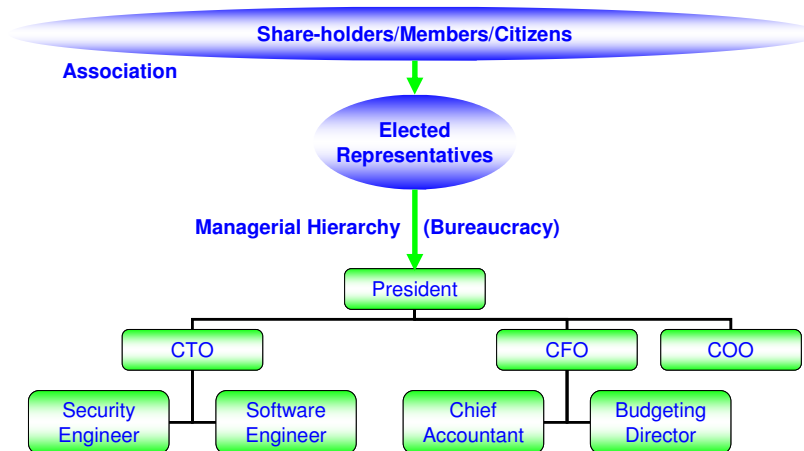 Share-holders/Members/Citizens
Association
Elected
Representatives
Managerial Hierarchy (Bureaucracy)
President
CTO
CFO
COO
Security
Engineer
Software
Engineer
Chief
Accountant
Budgeting
Director